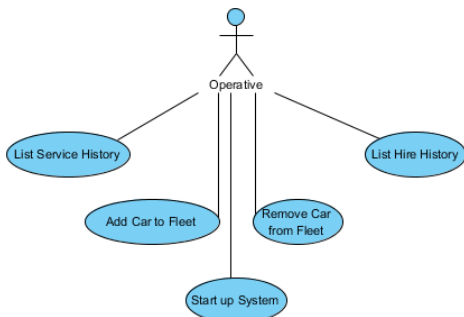 Operative
List Service History
List Hire History
Add Car to Fleet
Remove Car
from Fleet
Start up System